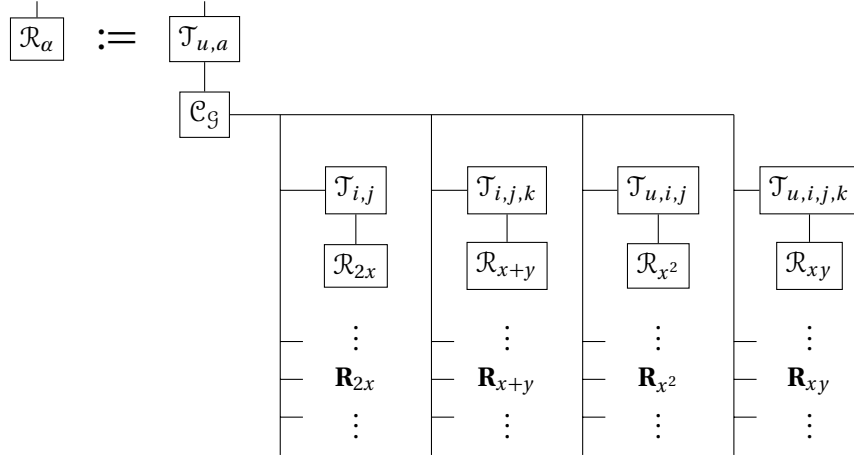 ℛ_α := 𝒯_{u,a}
𝒞_𝒢
𝒯_{i,j} 𝒯_{i,j,k} 𝒯_{u,i,j} 𝒯_{u,i,j,k}
ℛ_{2x} ℛ_{x+y} ℛ_{x²} ℛ_{xy}
⋮ ⋮ ⋮ ⋮
𝐑_{2x} 𝐑_{x+y} 𝐑_{x²} 𝐑_{xy}
⋮ ⋮ ⋮ ⋮